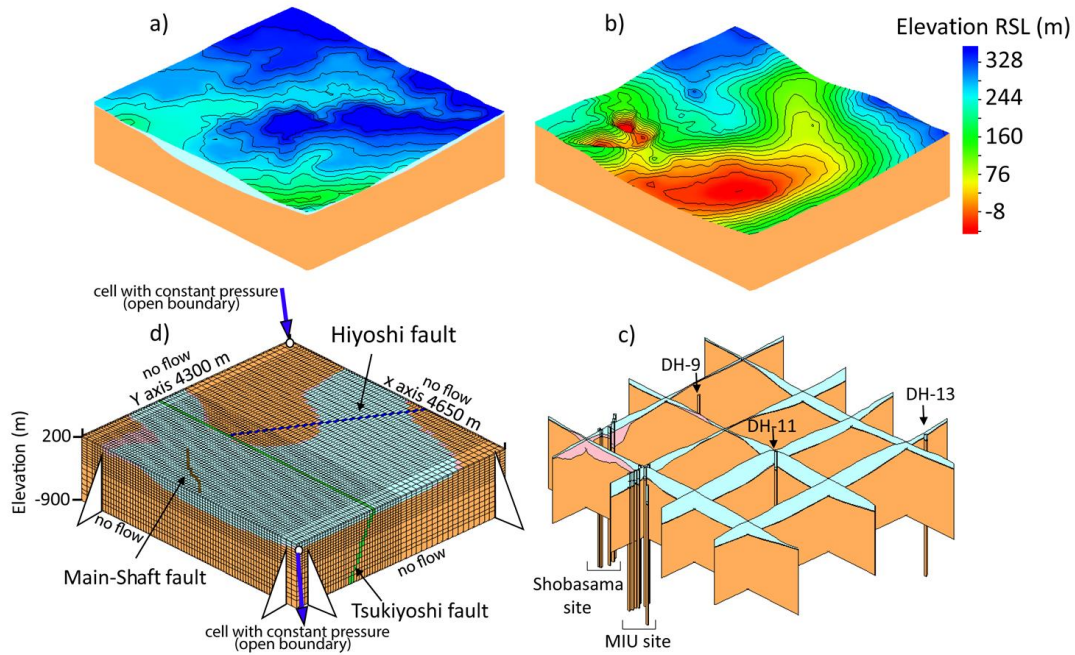 a)
b)
Elevation RSL (m)
328
244
160
76
-8
cell with constant pressure
(open boundary)
d)
Hiyoshi fault
no flow
Y axis 4300 m
no flow
x axis 4650 m
Elevation (m)
200
-900
no flow
no flow
Main-Shaft fault
Tsukiyoshi fault
cell with constant pressure
(open boundary)
c)
DH-9
DH-13
DH-11
Shobasama
site
MIU site